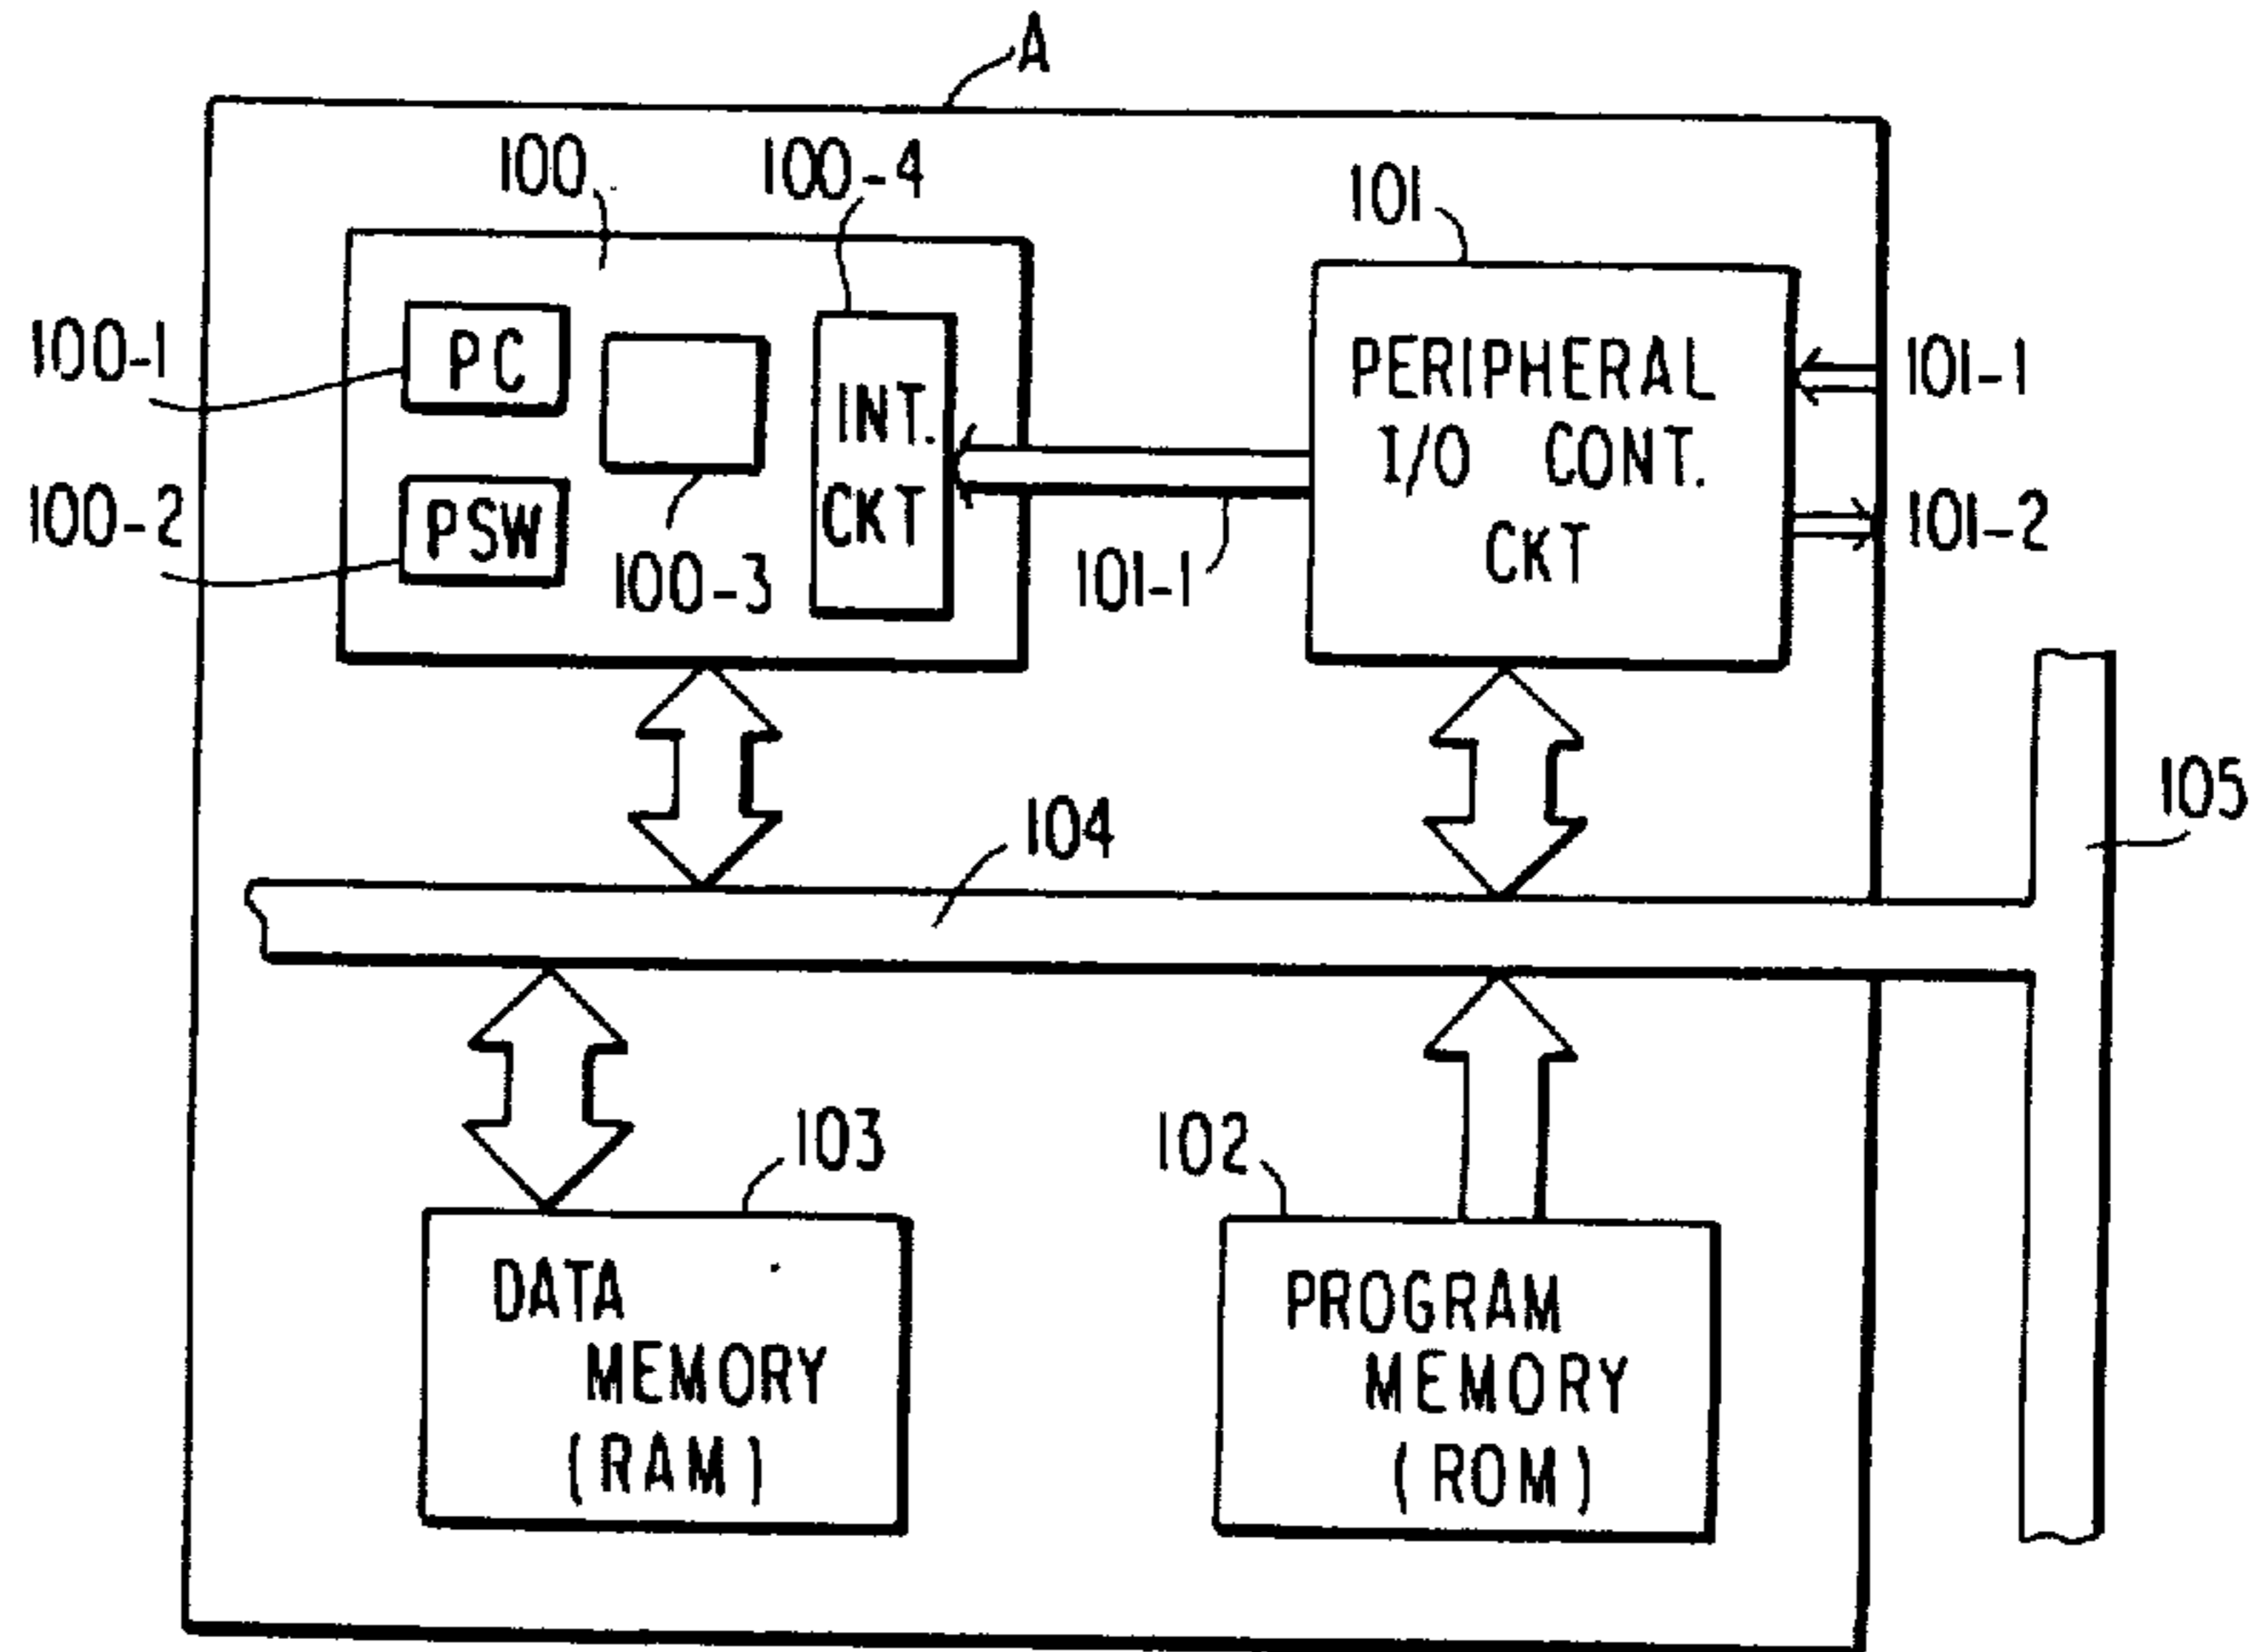 A
100
100-4
101
100-1
PC
INT.
CKT
PERIPHERAL
I/O CONT.
CKT
101-1
100-2
PSW
100-3
101-1
101-2
104
105
103
102
DATA
MEMORY
(RAM)
PROGRAM
MEMORY
(ROM)